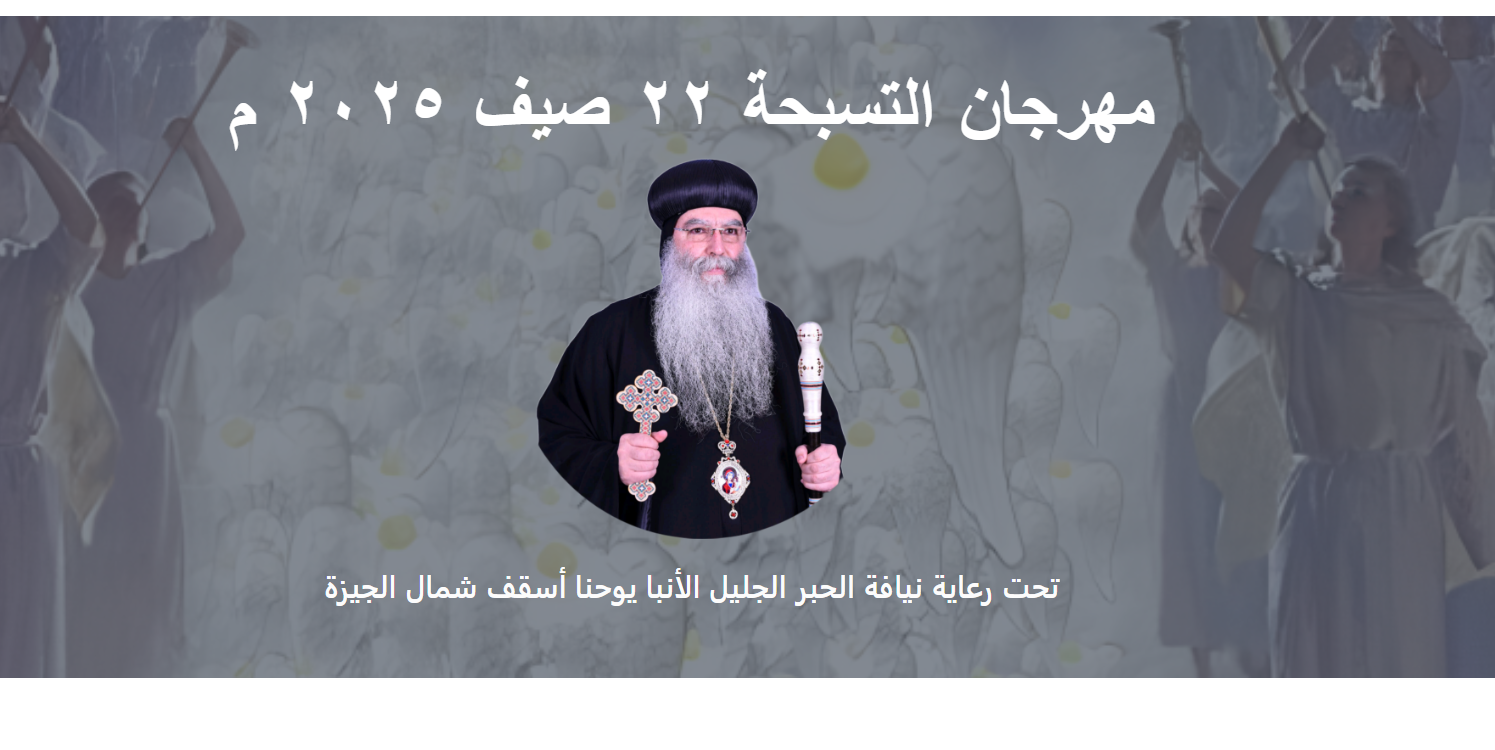 مهرجان التسبحة ٢٢ صيف ٢٠٢٥ م
تحت رعاية نيافة الحبر الجليل الأنبا يوحنا أسقف شمال الجيزة